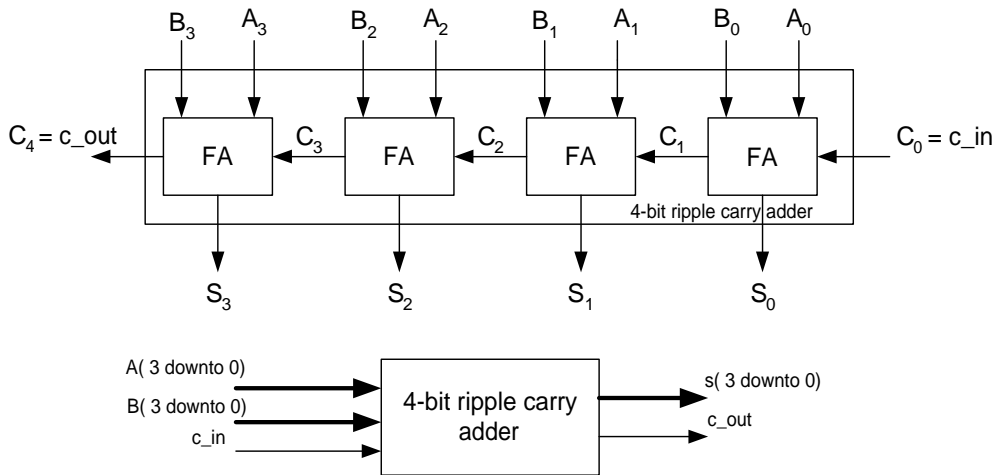 B3 A3 B2 A2 B1 A1 B0 A0
C4 = c_out FA C3 FA C2 FA C1 FA C0 = c_in
4-bit ripple carry adder
S3 S2 S1 S0
A( 3 downto 0)
B( 3 downto 0)
c_in
4-bit ripple carry
adder
s( 3 downto 0)
c_out